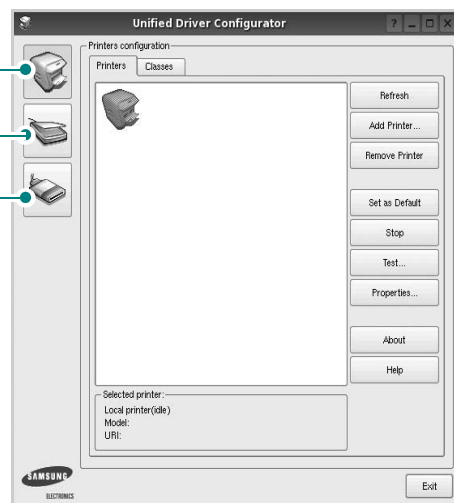 Unified Driver Configurator
Printers configuration
Printers
Classes
Refresh
Add Printer...
Remove Printer
Set as Default
Stop
Test...
Properties...
About
Help
Selected printer:
Local printer(idle)
Model:
URI:
SAMSUNG
ELECTRONICS
Exit